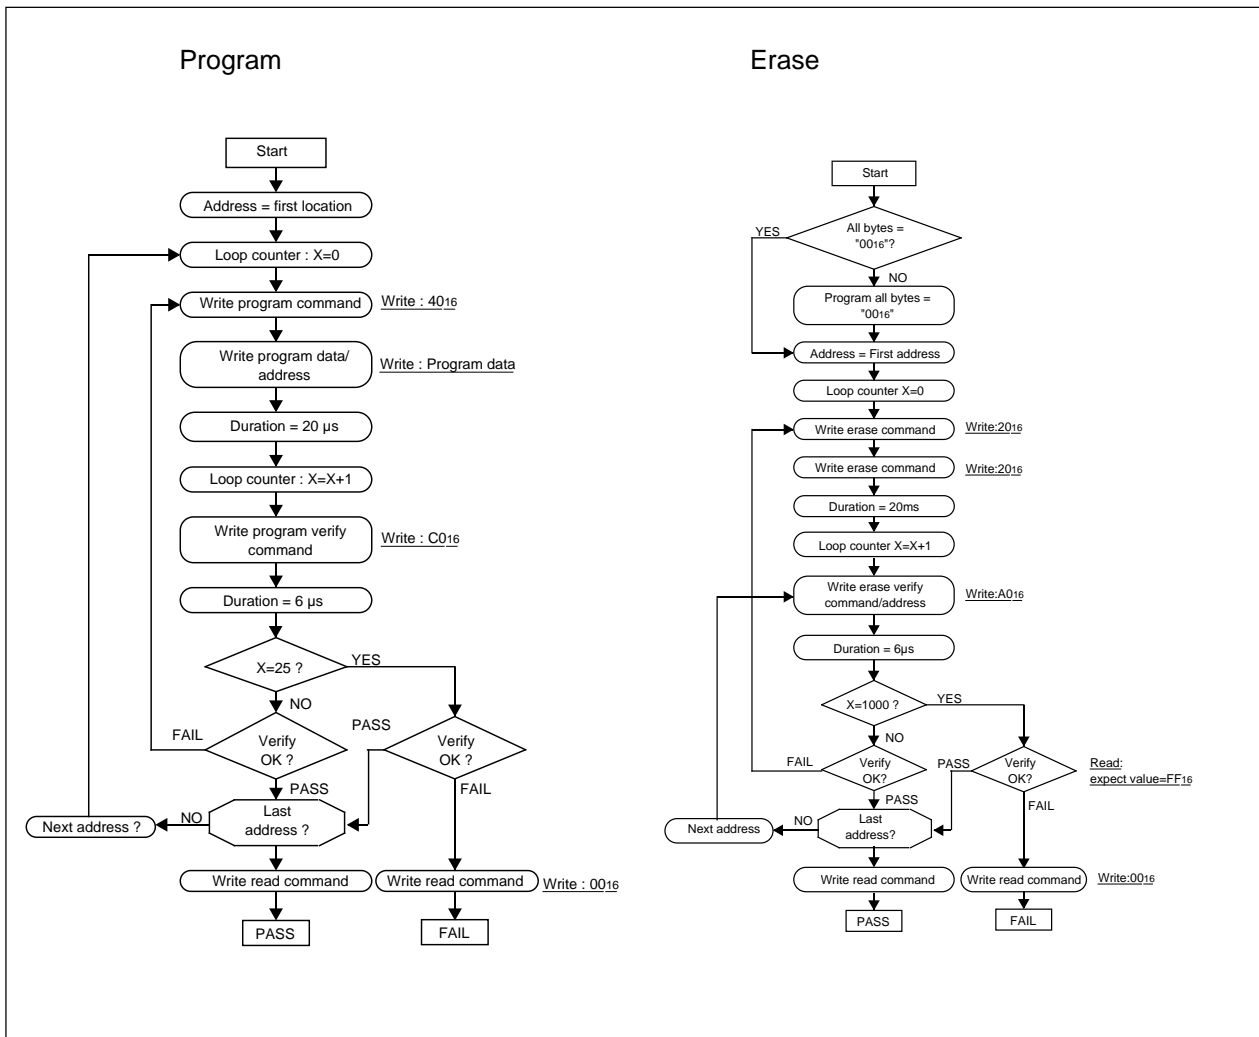 Program
Start
Address = first location
Loop counter : X=0
Write program command
Write : 4016
Write program data/
address
Write : Program data
Duration = 20 µs
Loop counter : X=X+1
Write program verify
command
Write : C016
Duration = 6 µs
X=25 ?
YES
NO
FAIL
Verify
OK ?
PASS
PASS
Verify
OK ?
FAIL
Last
address ?
NO
Next address ?
Write read command
Write read command
Write : 0016
PASS
FAIL
Erase
Start
All bytes =
"0016"?
YES
NO
Program all bytes =
"0016"
Address = First address
Loop counter X=0
Write erase command
Write:2016
Write erase command
Write:2016
Duration = 20ms
Loop counter X=X+1
Write erase verify
command/address
Write:A016
Duration = 6µs
X=1000 ?
YES
NO
FAIL
Verify
OK?
PASS
PASS
Verify
OK?
FAIL
Read:
expect value=FF16
Last
address?
NO
Next address
Write read command
Write read command
Write:0016
PASS
FAIL